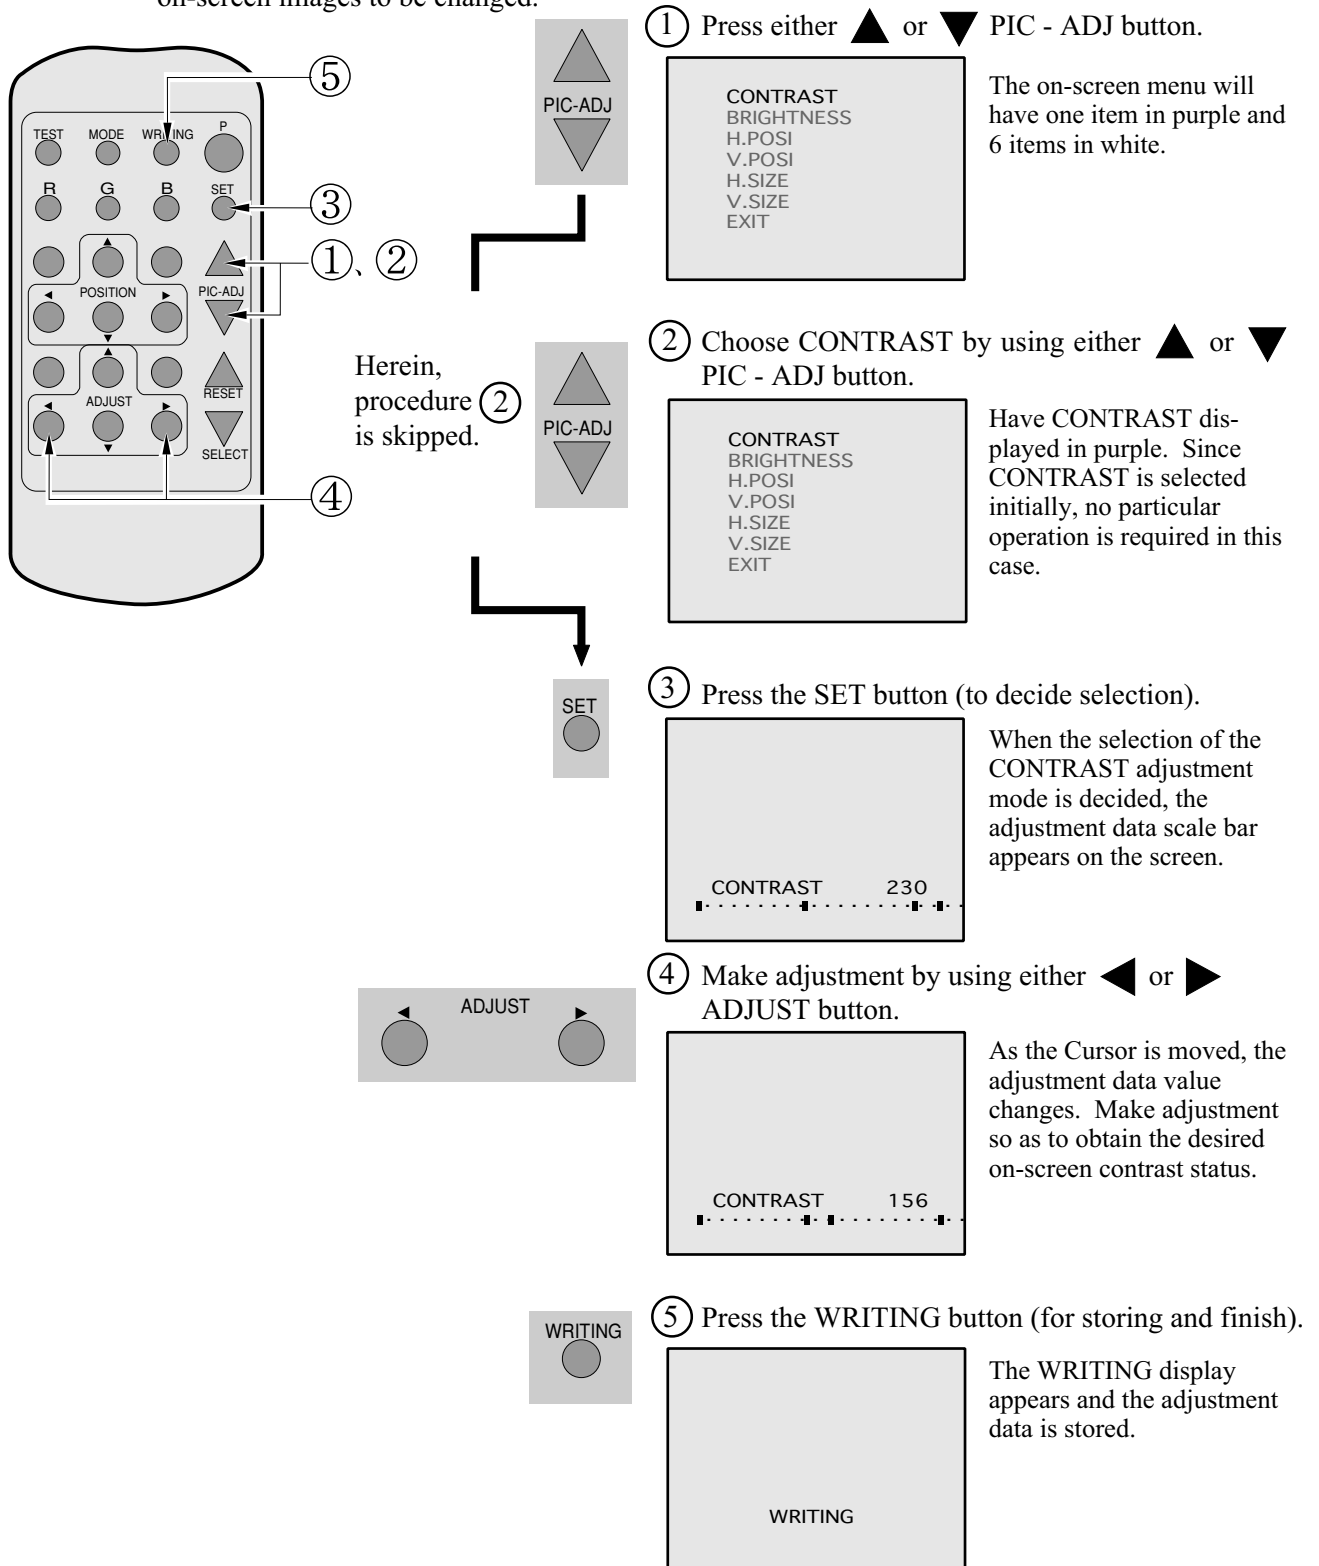 on-screen images to be changed.
⑤
TEST MODE WRITING P
R G B SET
③
①、②
POSITION PIC-ADJ
RESET
ADJUST
SELECT
④
PIC-ADJ
① Press either ▲ or ▼ PIC - ADJ button.
CONTRAST
BRIGHTNESS
H.POSI
V.POSI
H.SIZE
V.SIZE
EXIT
The on-screen menu will
have one item in purple and
6 items in white.
Herein,
procedure ②
is skipped.
PIC-ADJ
② Choose CONTRAST by using either ▲ or ▼
PIC - ADJ button.
CONTRAST
BRIGHTNESS
H.POSI
V.POSI
H.SIZE
V.SIZE
EXIT
Have CONTRAST dis-
played in purple. Since
CONTRAST is selected
initially, no particular
operation is required in this
case.
SET
③ Press the SET button (to decide selection).
CONTRAST 230
When the selection of the
CONTRAST adjustment
mode is decided, the
adjustment data scale bar
appears on the screen.
ADJUST
④ Make adjustment by using either ◀ or ▶
ADJUST button.
CONTRAST 156
As the Cursor is moved, the
adjustment data value
changes. Make adjustment
so as to obtain the desired
on-screen contrast status.
WRITING
⑤ Press the WRITING button (for storing and finish).
WRITING
The WRITING display
appears and the adjustment
data is stored.